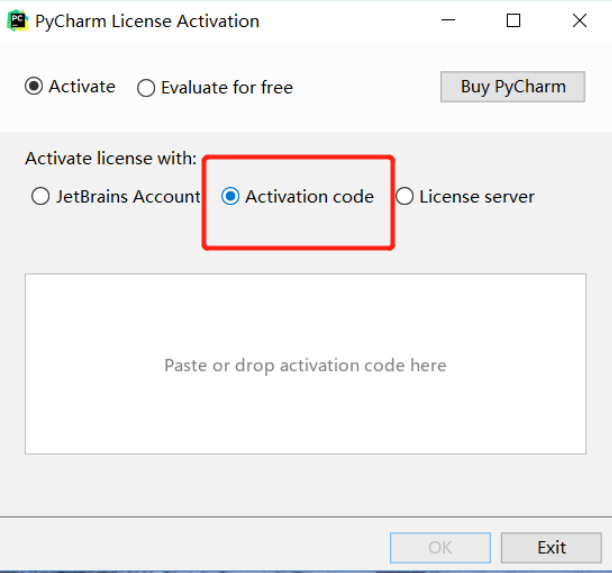 PC PyCharm License Activation
Activate Evaluate for free Buy PyCharm
Activate license with:
JetBrains Account Activation code License server
Paste or drop activation code here
OK Exit